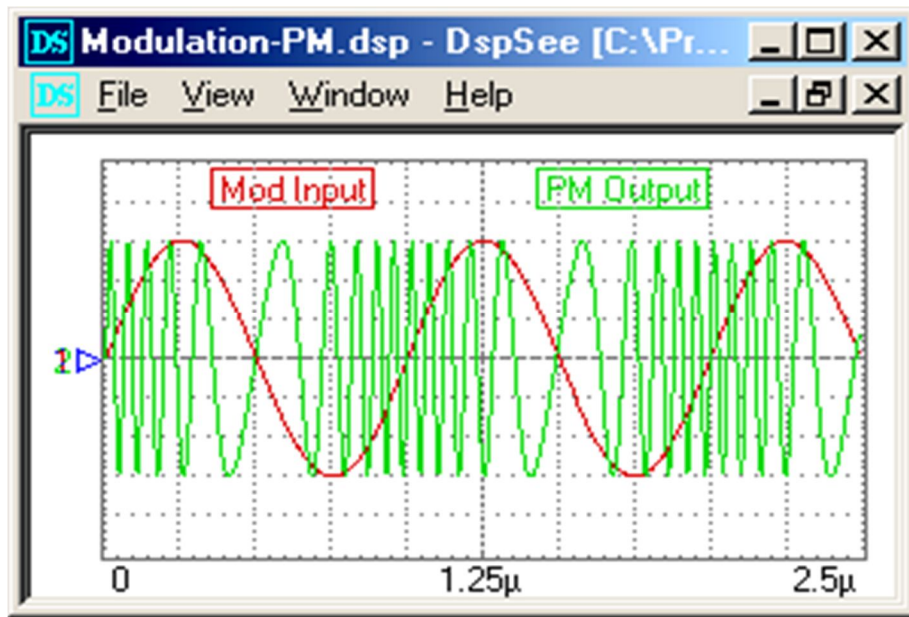 DS Modulation-PM.dsp - DspSee [C:\Pr...
DS File View Window Help
Mod Input PM Output
0 1.25μ 2.5μ